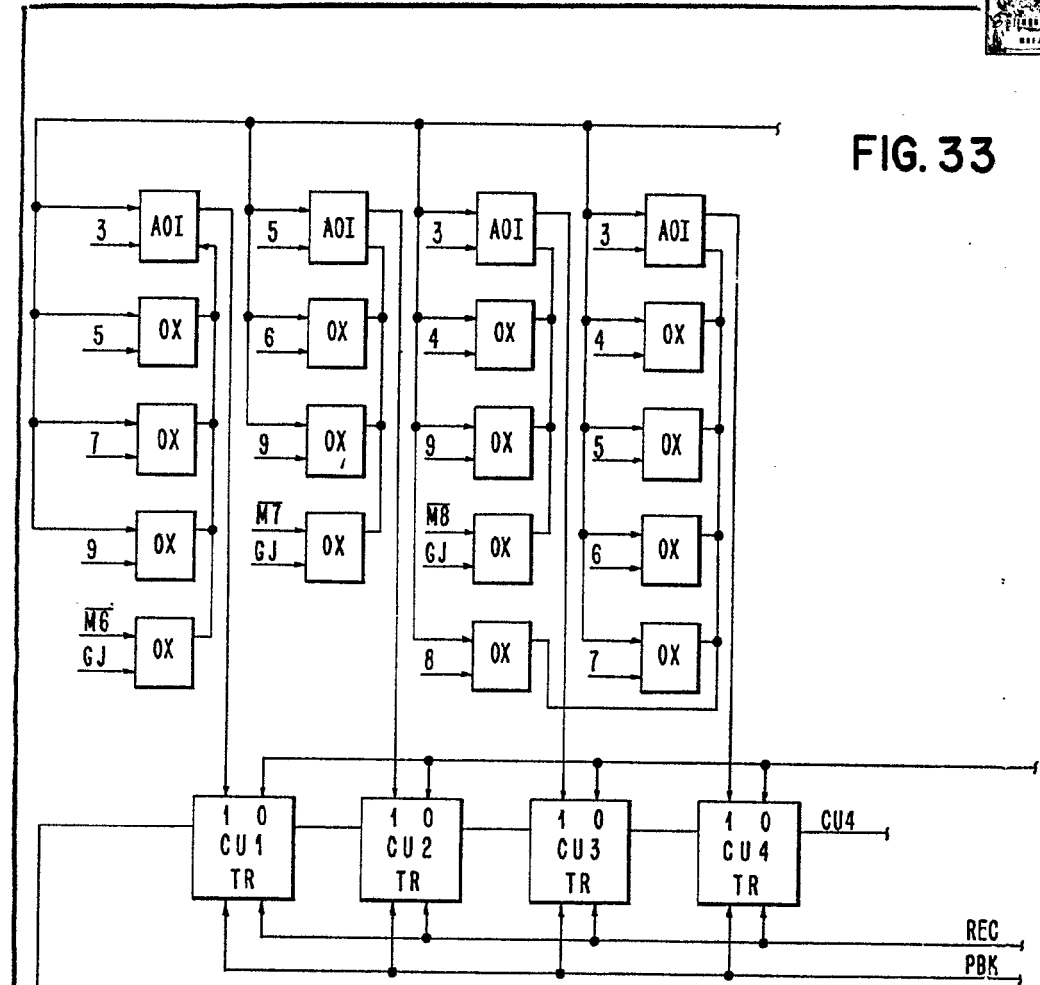 FIG. 33
AOI AOI AOI AOI
3 5 3 3
OX OX OX OX
5 6 4 4
OX OX OX OX
7 9 9 5
M7 M8
OX OX OX OX
9 GJ GJ 6
M6
GJ OX OX OX
8 7
1 0 1 0 1 0 1 0
CU1 CU2 CU3 CU4 CU4
TR TR TR TR
REC
PBK